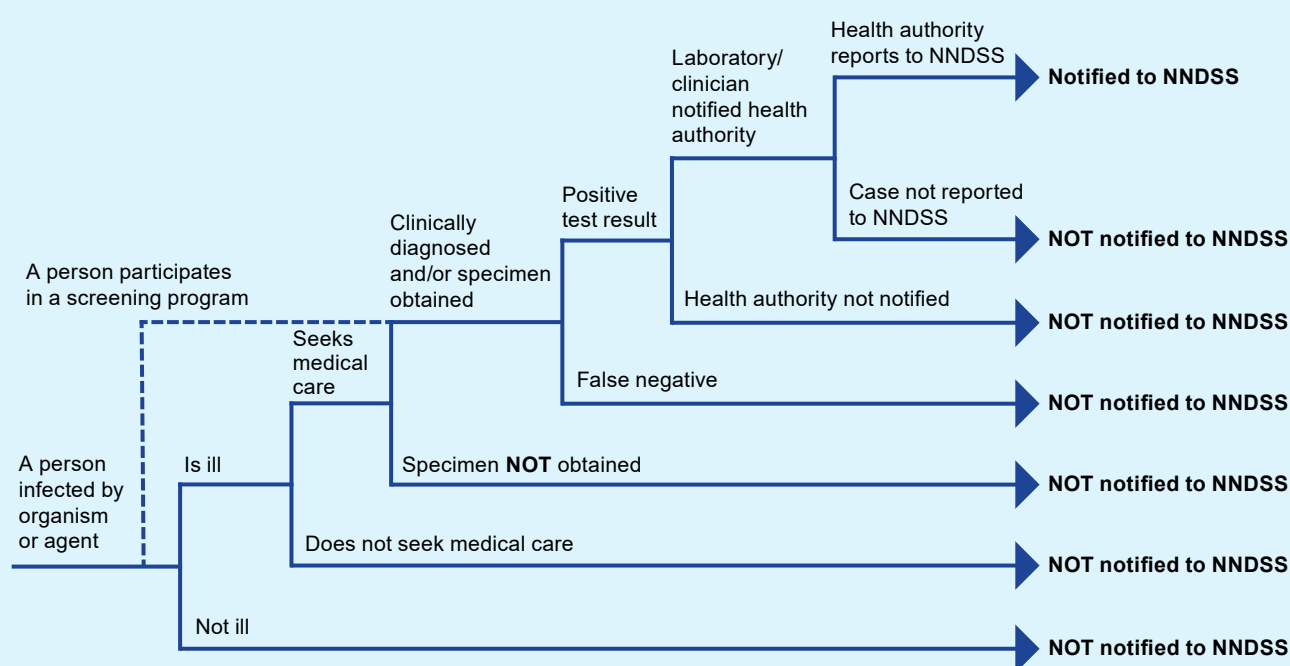 Health authority
reports to NNDSS
Notified to NNDSS
Laboratory/
clinician
notified health
authority
Case not reported
to NNDSS
NOT notified to NNDSS
Positive
test result
Health authority not notified
NOT notified to NNDSS
Clinically
diagnosed
and/or specimen
obtained
False negative
NOT notified to NNDSS
A person participates
in a screening program
Seeks
medical
care
Specimen NOT obtained
NOT notified to NNDSS
A person
infected by
organism
or agent
Is ill
Does not seek medical care
NOT notified to NNDSS
Not ill
NOT notified to NNDSS